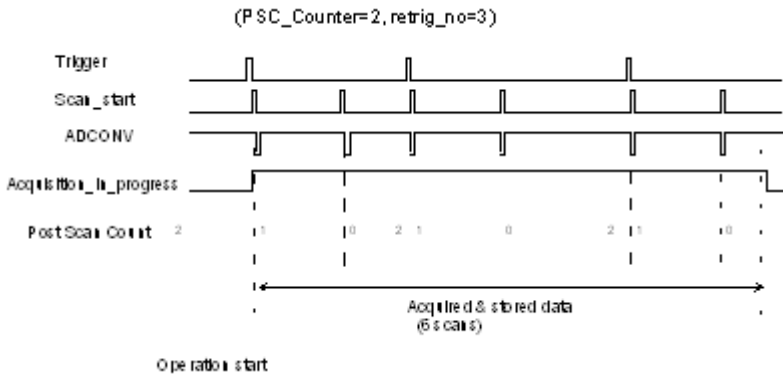 (PSC_Counter=2, retrig_no=3)
Trigger
Scan_start
ADCONV
Acquisition_in_progress
Post Scan Count 2 1 0 2 1 0 2 1 0
Acquired & stored data
(6 scans)
Operation start